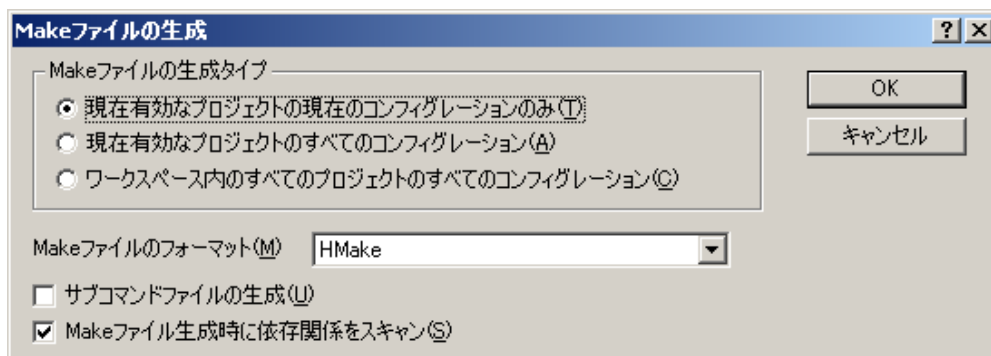 Makeファイルの生成
Makeファイルの生成タイプ
現在有効なプロジェクトの現在のコンフィグレーションのみ(T)
現在有効なプロジェクトのすべてのコンフィグレーション(A)
ワークスペース内のすべてのプロジェクトのすべてのコンフィグレーション(C)
OK
キャンセル
Makeファイルのフォーマット(M) HMake
サブコマンドファイルの生成(U)
Makeファイル生成時に依存関係をスキャン(S)